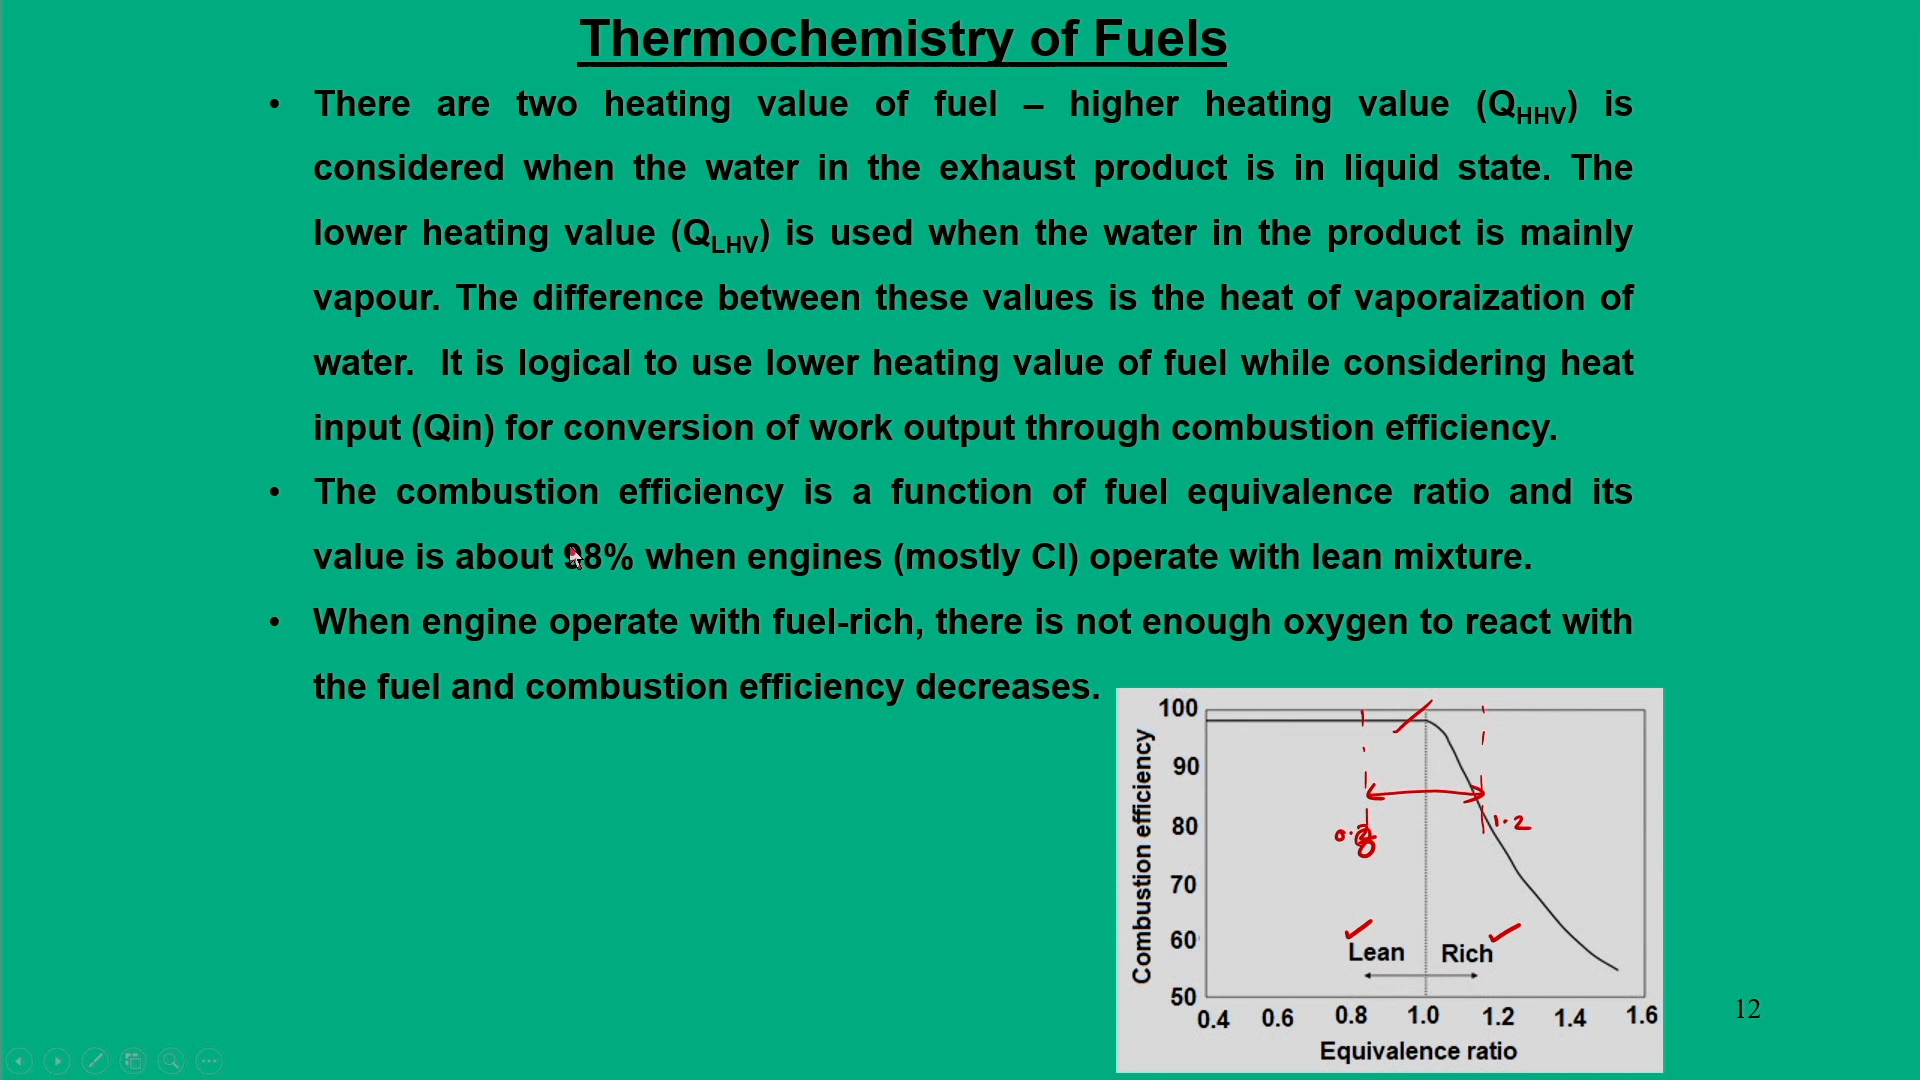 Thermochemistry of Fuels
• There are two heating value of fuel – higher heating value (QHHV) is
considered when the water in the exhaust product is in liquid state. The
lower heating value (QLHV) is used when the water in the product is mainly
vapour. The difference between these values is the heat of vaporaization of
water. It is logical to use lower heating value of fuel while considering heat
input (Qin) for conversion of work output through combustion efficiency.
• The combustion efficiency is a function of fuel equivalence ratio and its
value is about 98% when engines (mostly CI) operate with lean mixture.
• When engine operate with fuel-rich, there is not enough oxygen to react with
the fuel and combustion efficiency decreases.
Combustion efficiency
100
90
80
70
60
50
1.2
Lean
Rich
0.4 0.6 0.8 1.0 1.2 1.4 1.6
Equivalence ratio
12